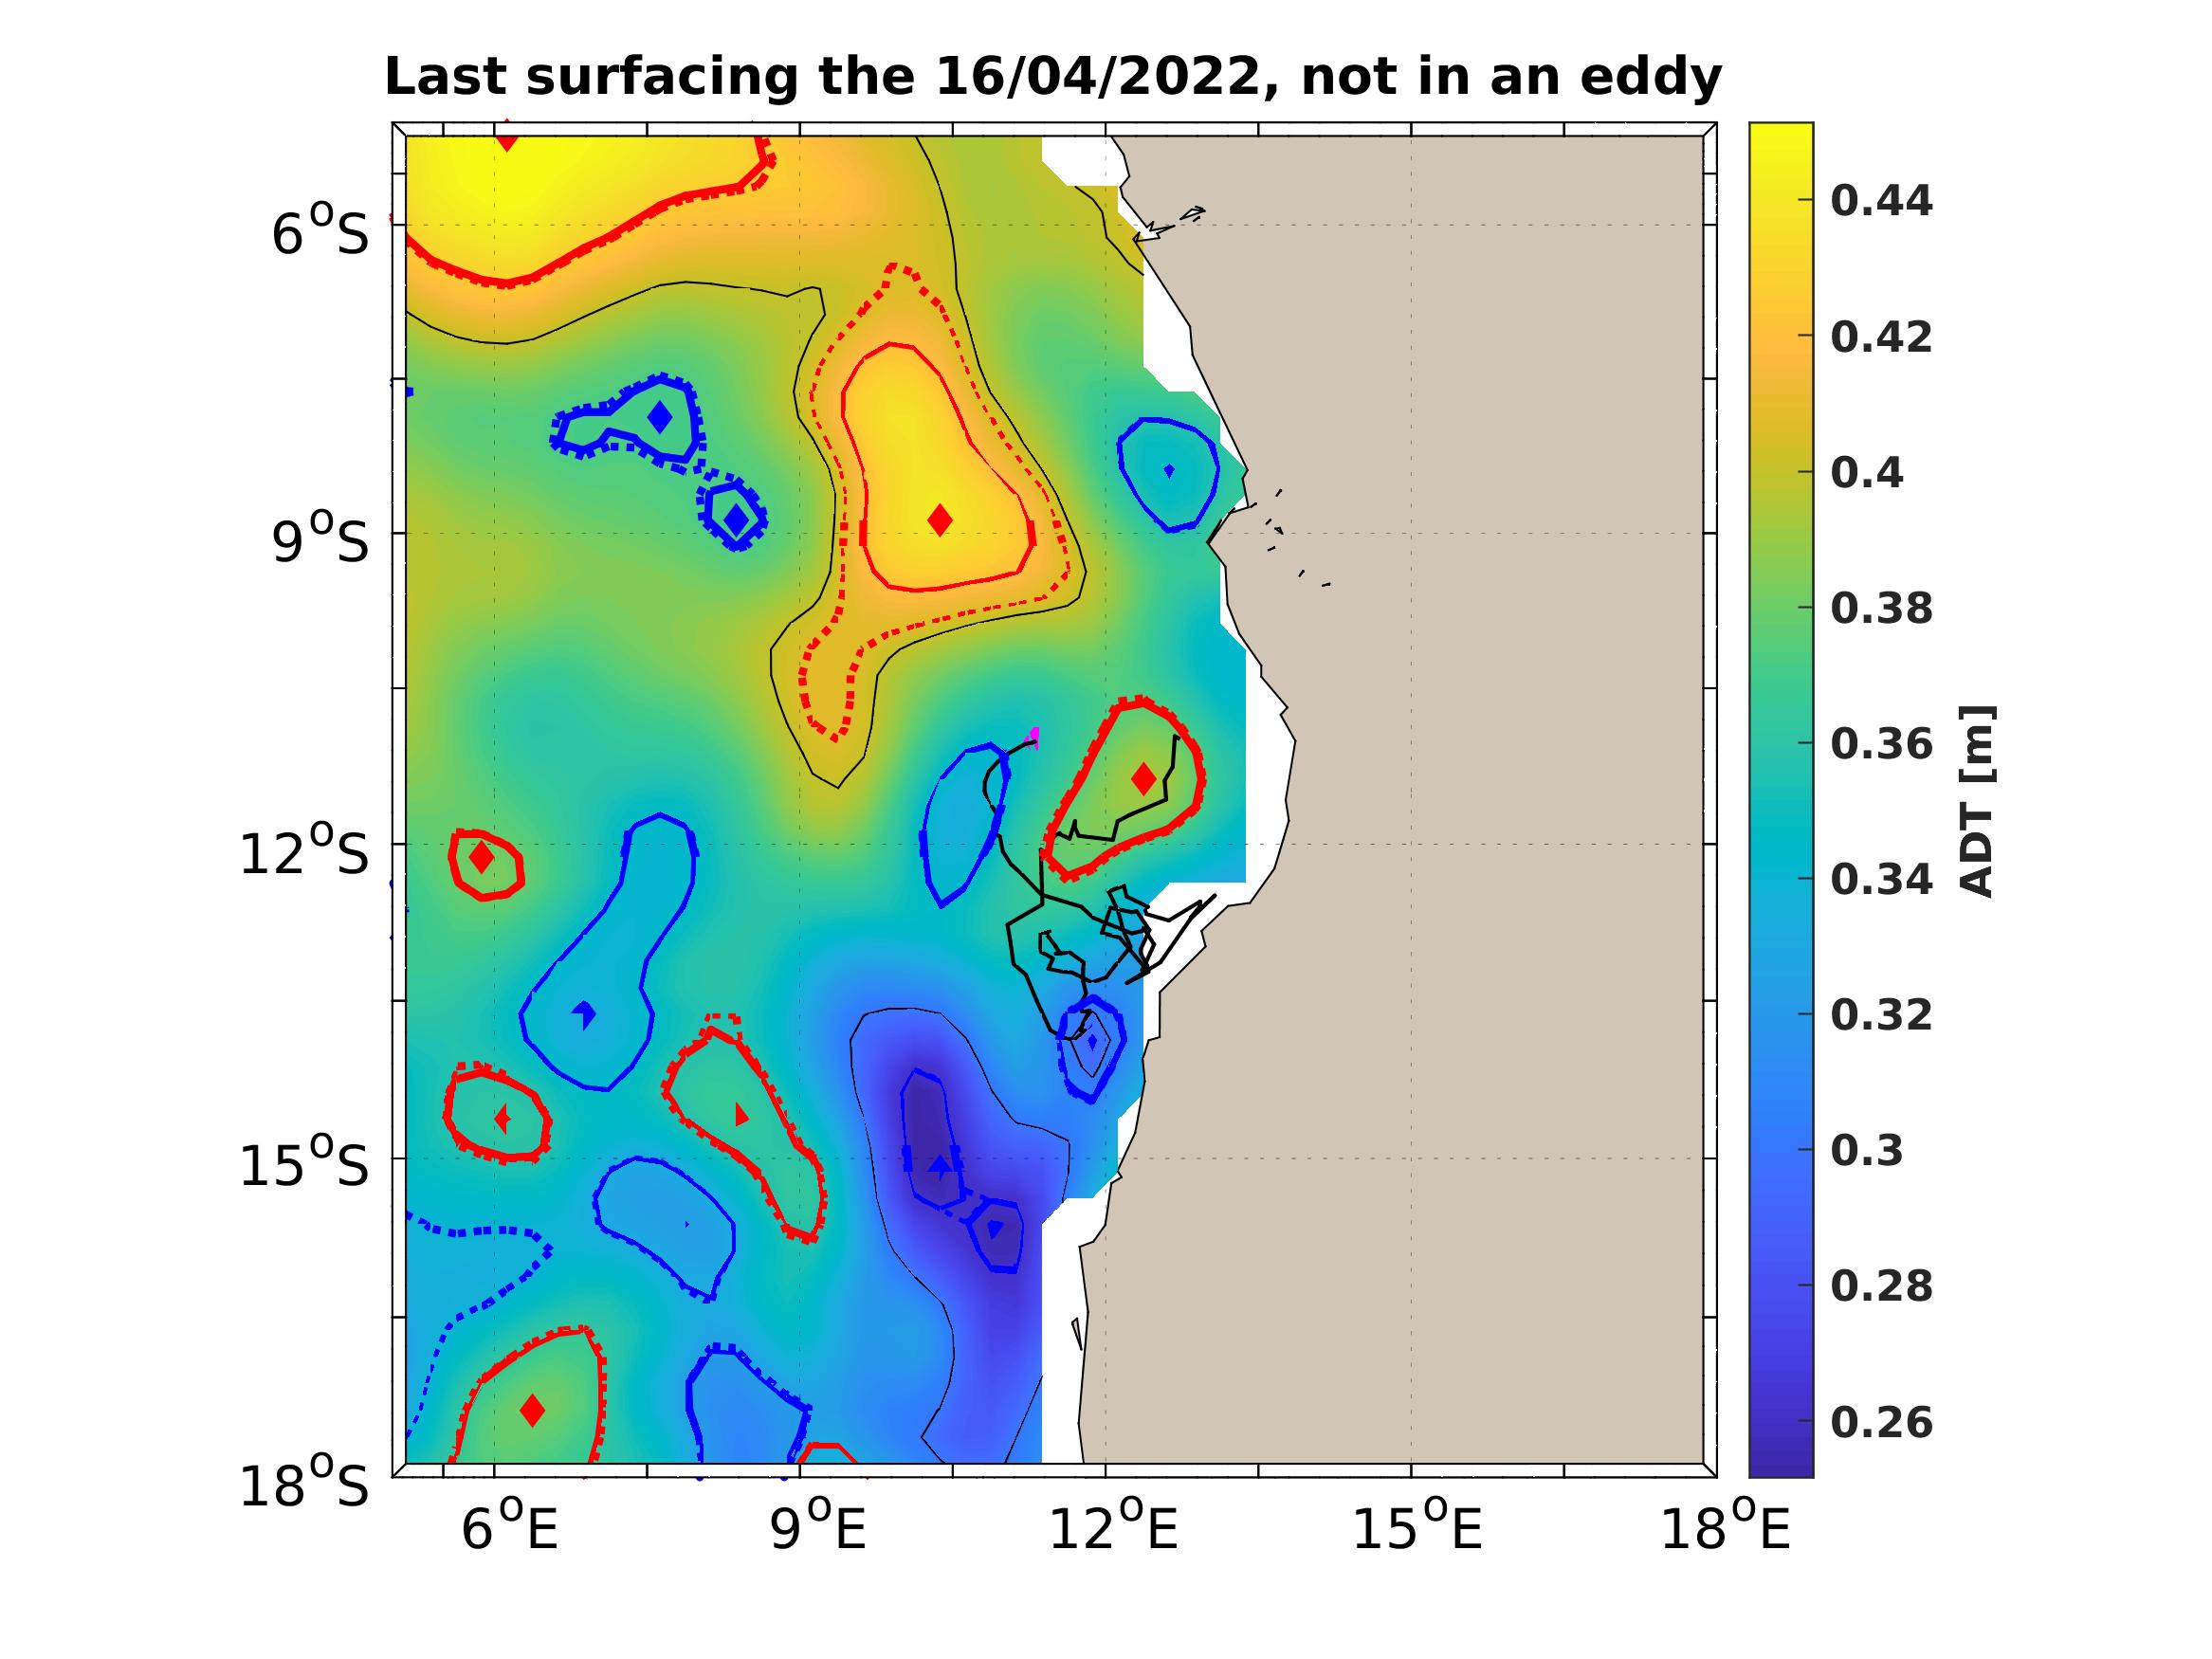 Last surfacing the 16/04/2022, not in an eddy
6°S
9°S
12°S
15°S
18°S
6°E
9°E
12°E
15°E
18°E
0.44
0.42
0.4
0.38
0.36
0.34
0.32
0.3
0.28
0.26
ADT [m]